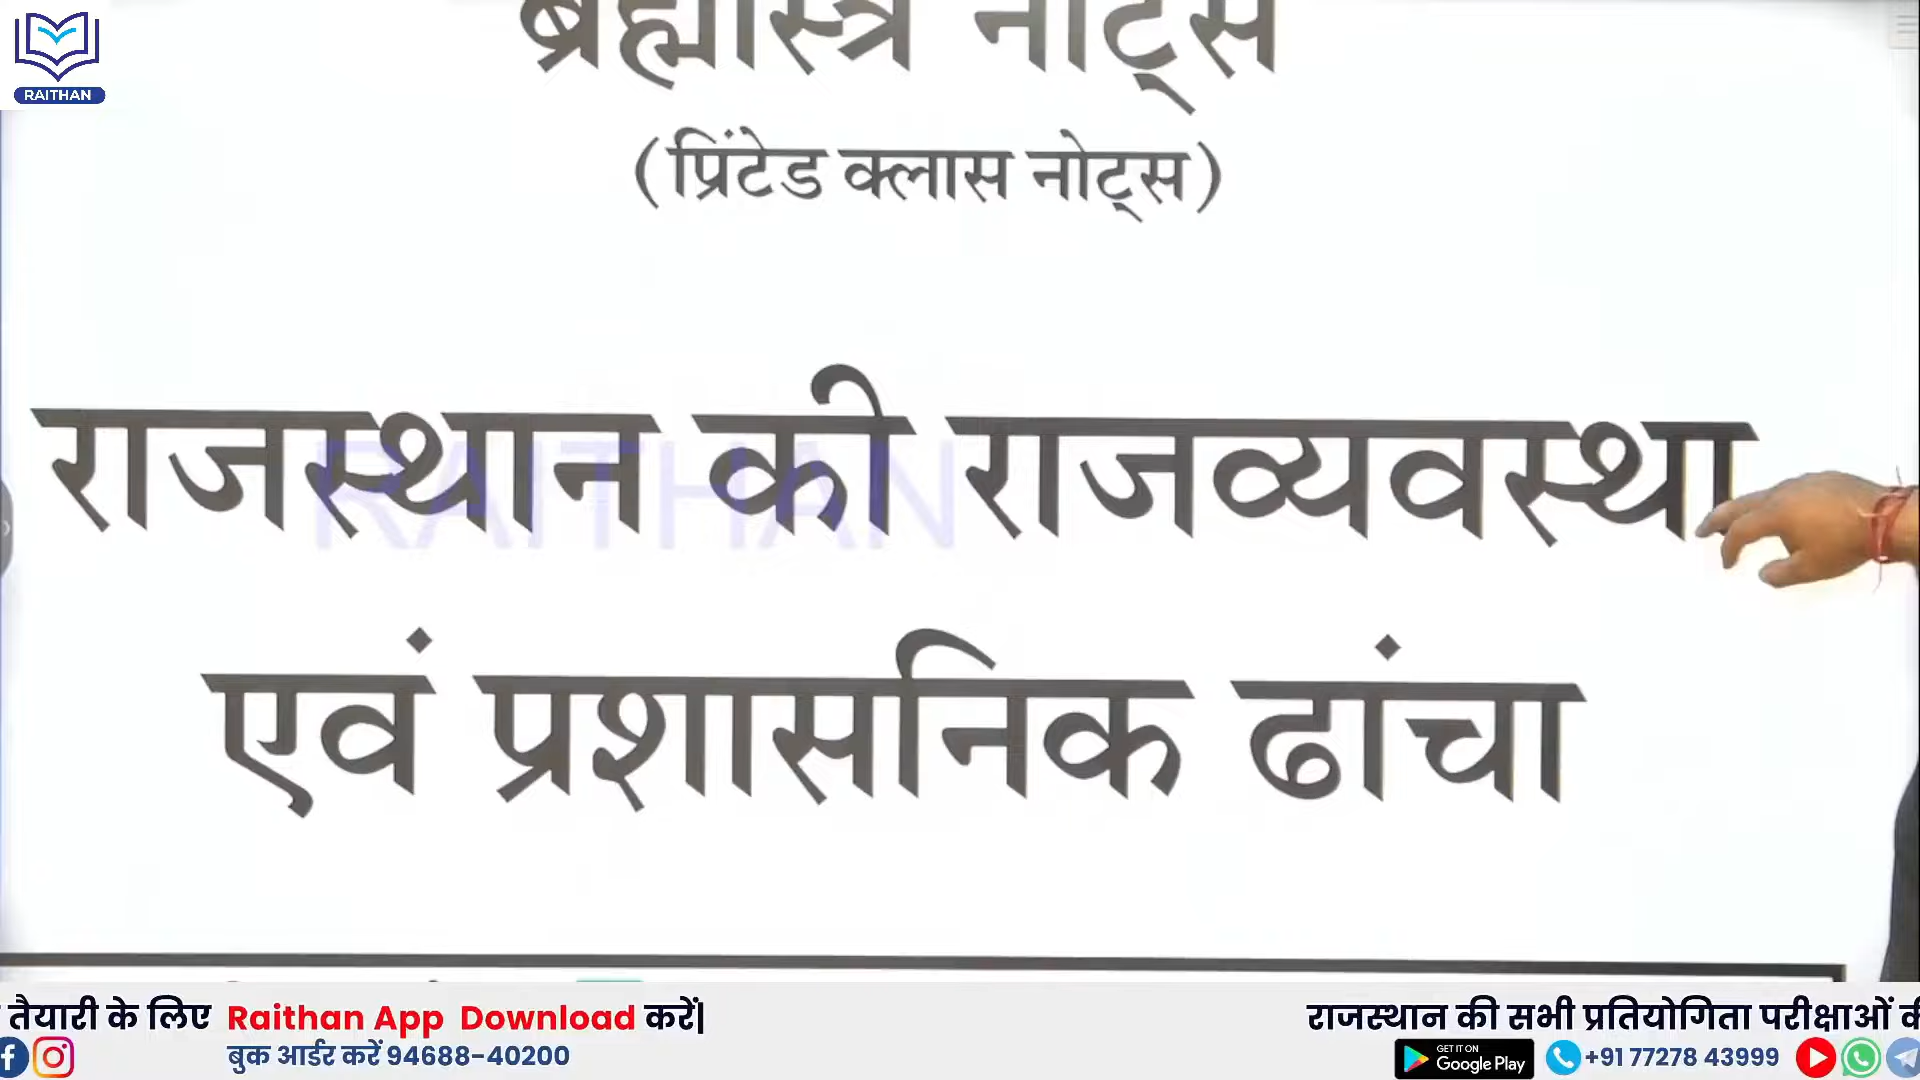 RAITHAN
ब्रह्मास्त्र नोट्स
(प्रिंटेड क्लास नोट्स)
राजस्थान की राजव्यवस्था
RAITHAN
एवं प्रशासनिक ढांचा
तैयारी के लिए Raithan App Download करें|
राजस्थान की सभी प्रतियोगिता परीक्षाओं
बुक आर्डर करें 94688-40200
GET IT ON
Google Play
+91 77278 43999